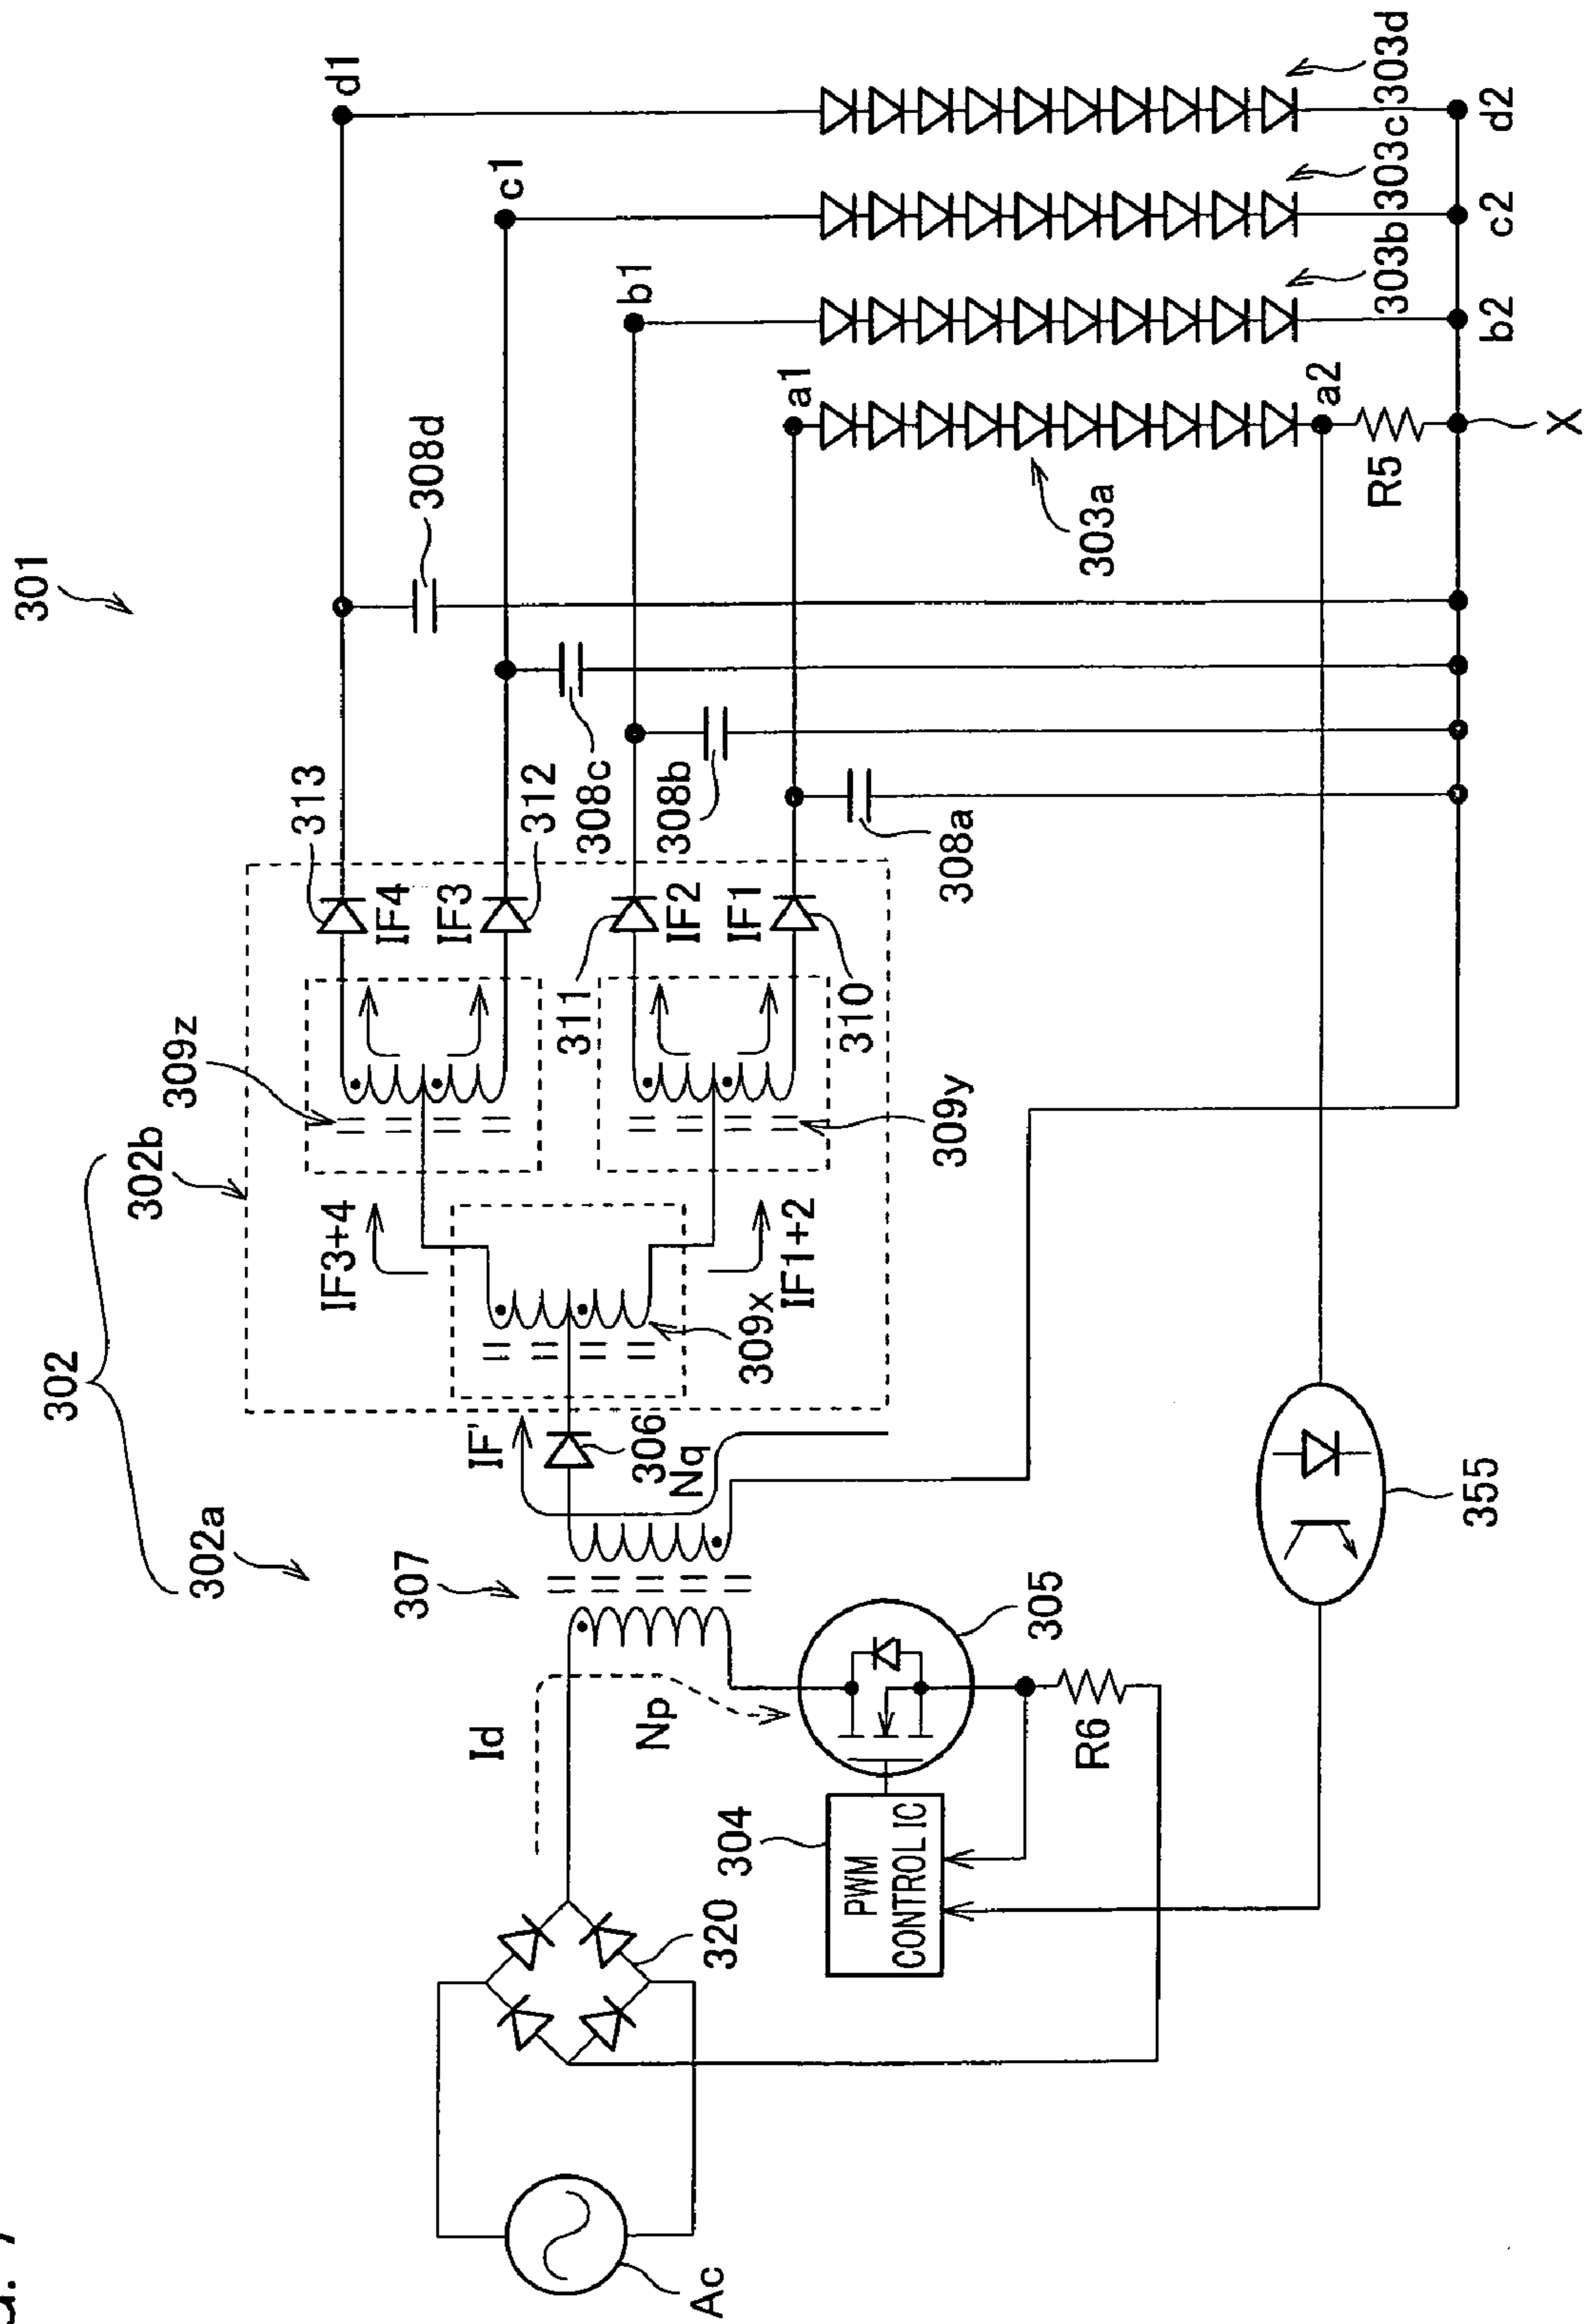 301
302
302a
302b
309z
313
308d
d1
IF4
IF3
312
308c
c1
IF3+4
311
IF2
308b
b1
IF1
310
308a
a1
309y
309x
IF1+2
IF
306
Nq
307
Id
Np
305
R6
304
PWM
CONTROL IC
320
Ac
355
303a
a2
R5
X
303b
b2
303c
c2
303d
d2